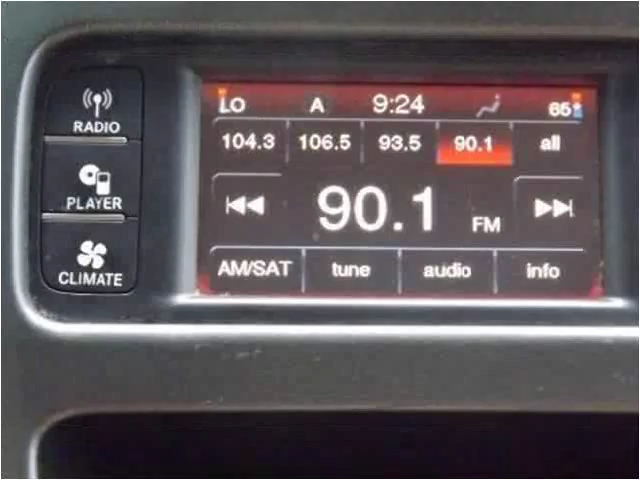 RADIO
PLAYER
CLIMATE
LO A 9:24 65
104.3 106.5 93.5 90.1 all
90.1 FM
AM/SAT tune audio info